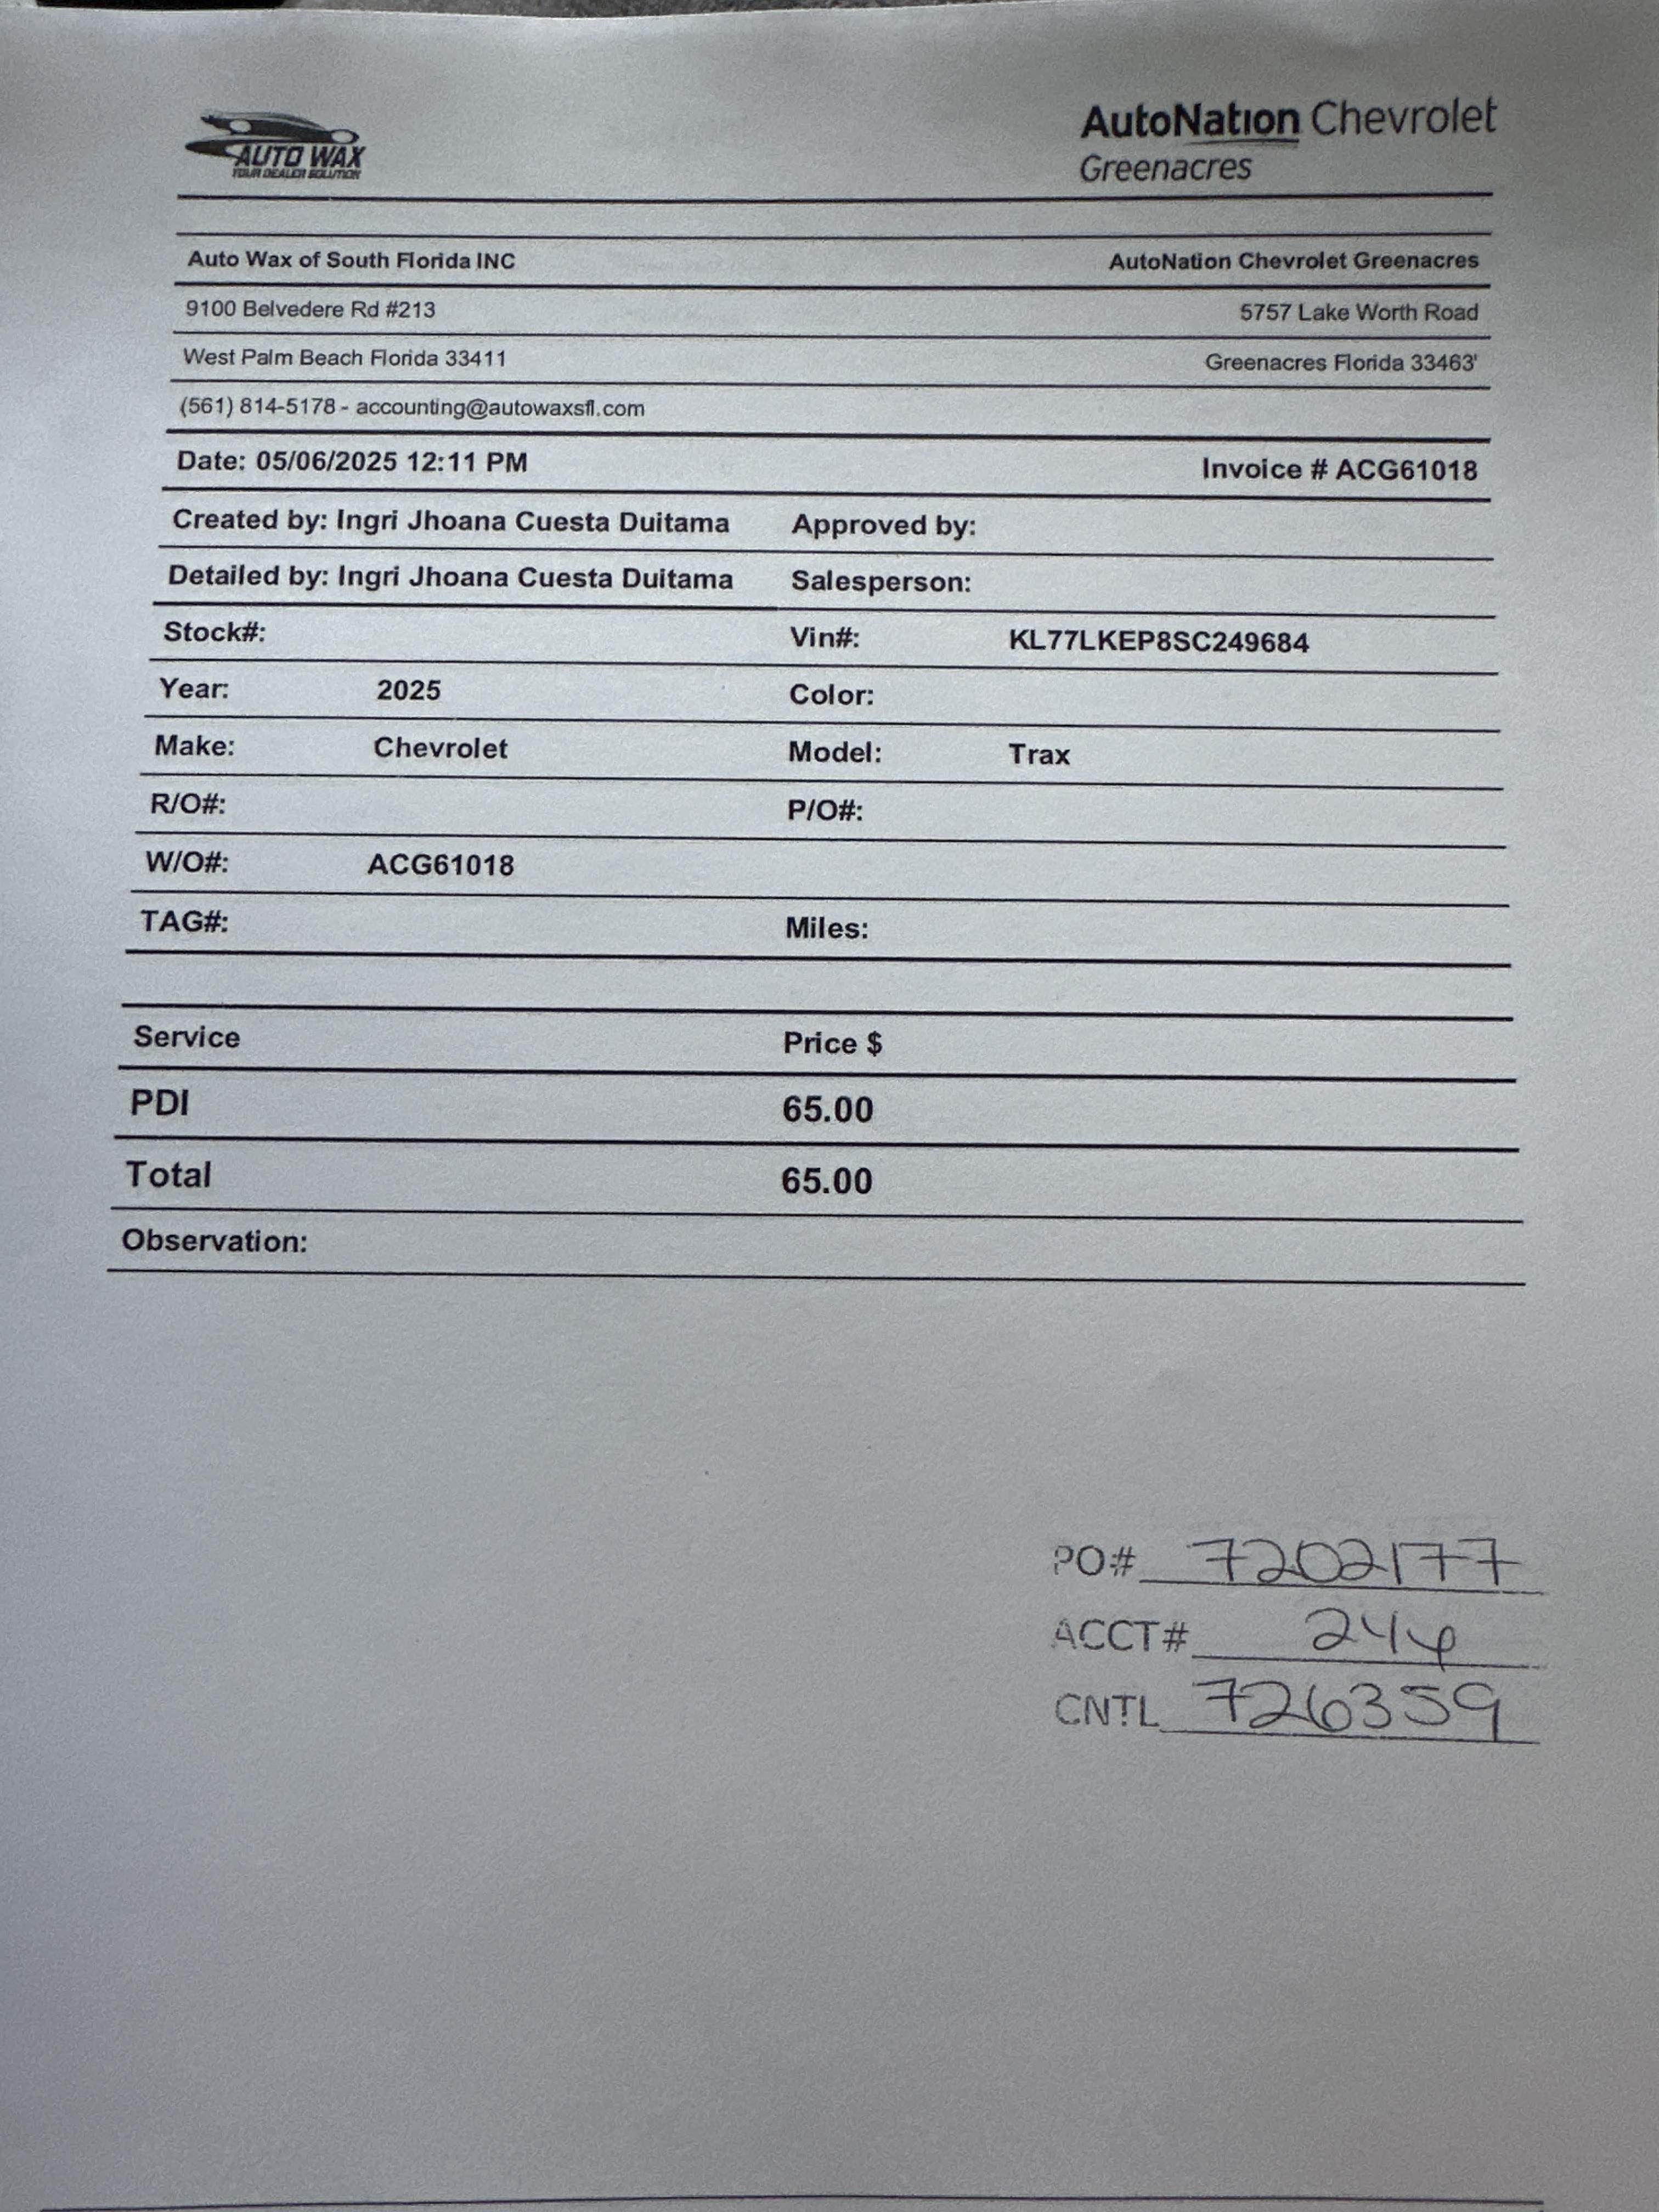 AUTO WAX
YOUR DEALER SOLUTION
AutoNation Chevrolet
Greenacres
Auto Wax of South Florida INC AutoNation Chevrolet Greenacres
9100 Belvedere Rd #213 5757 Lake Worth Road
West Palm Beach Florida 33411 Greenacres Florida 33463'
(561) 814-5178 - accounting@autowaxsfl.com
Date: 05/06/2025 12:11 PM Invoice # ACG61018
Created by: Ingri Jhoana Cuesta Duitama Approved by:
Detailed by: Ingri Jhoana Cuesta Duitama Salesperson:
Stock#: Vin#: KL77LKEP8SC249684
Year: 2025 Color:
Make: Chevrolet Model: Trax
R/O#: P/O#:
W/O#: ACG61018
TAG#: Miles:
Service Price $
PDI 65.00
Total 65.00
Observation:
PO# 7202177
ACCT#
CNTL 726359